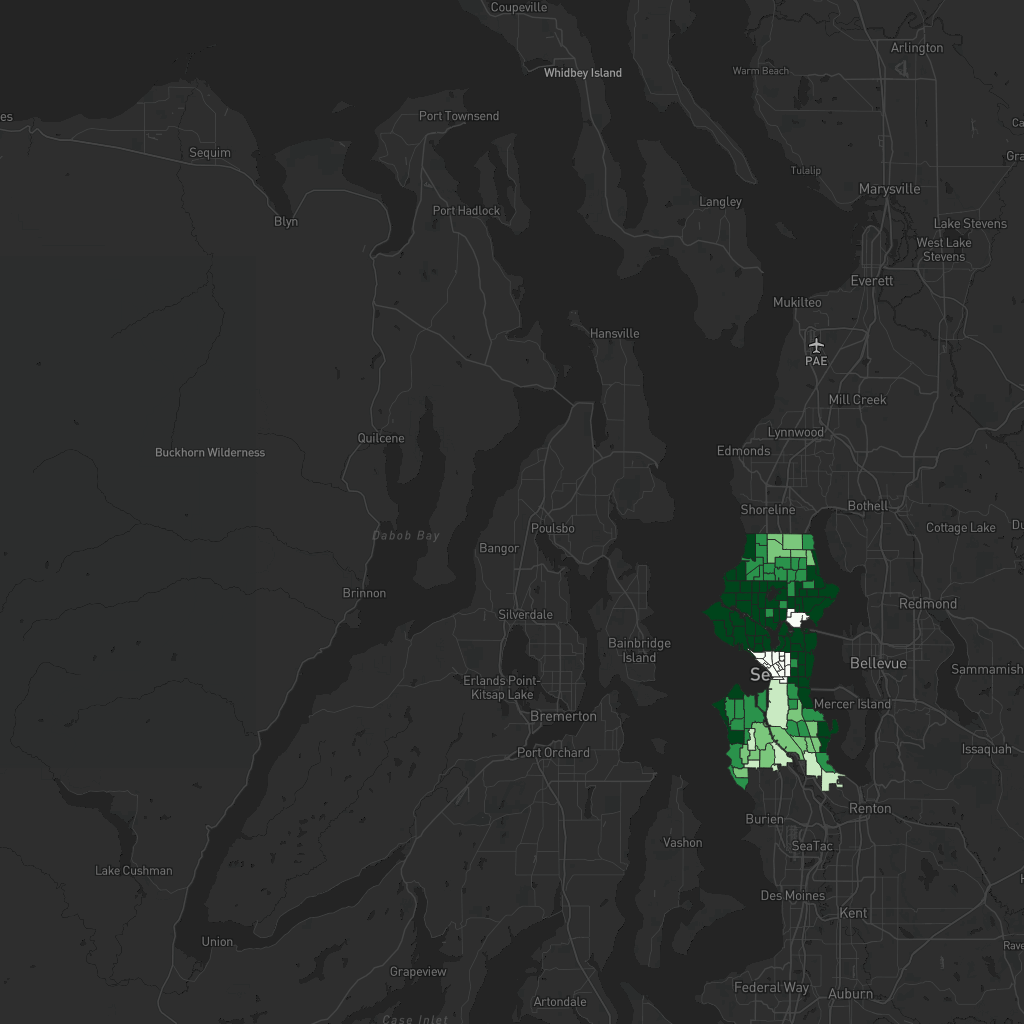 Coupeville
Arlington
Whidbey Island
Warm Beach
Port Townsend
es
Ca
Sequim
Gra
Tulalip
Marysville
Langley
Port Hadlock
Blyn
Lake Stevens
West Lake
Stevens
Everett
Mukilteo
Hansville
PAE
Mill Creek
Lynnwood
Quilcene
Edmonds
Buckhorn Wilderness
Bothell
Shoreline
Cottage Lake
Du
Poulsbo
Dabob Bay
Bangor
Brinnon
Redmond
Silverdale
Bainbridge
Island
Bellevue
Sammamish
Se
Erlands Point-
Kitsap Lake
Mercer Island
Bremerton
Issaquah
Port Orchard
Renton
Burien
Vashon
SeaTac
Lake Cushman
H
Des Moines
Kent
Union
Rave
Grapeview
Federal Way
Auburn
Artondale
Case Inlet